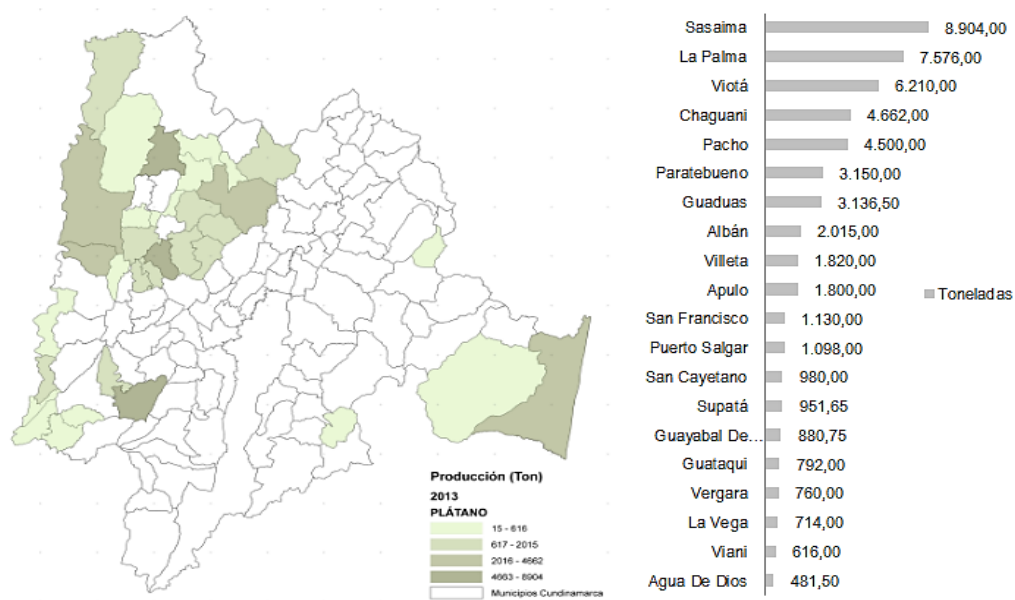 Producción (Ton)
2013
PLÁTANO
15 - 616
617 - 2015
2016 - 4662
4663 - 8904
Municipios Cundinamarca
Sasaima 8.904,00
La Palma 7.576,00
Viotá 6.210,00
Chaguani 4.662,00
Pacho 4.500,00
Paratebueno 3.150,00
Guaduas 3.136,50
Albán 2.015,00
Villeta 1.820,00
Apulo 1.800,00
Toneladas
San Francisco 1.130,00
Puerto Salgar 1.098,00
San Cayetano 980,00
Supatá 951,65
Guayabal De... 880,75
Guataqui 792,00
Vergara 760,00
La Vega 714,00
Viani 616,00
Agua De Dios 481,50